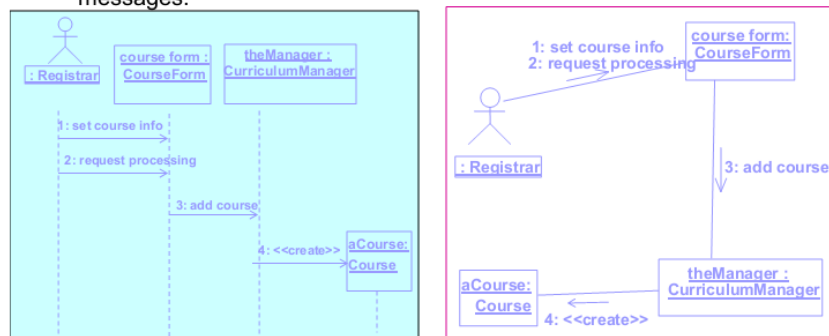 messages.
: Registrar
course form :
CourseForm
theManager :
CurriculumManager
1: set course info
2: request processing
3: add course
4: <<create>>
aCourse:
Course
1: set course info
2: request processing
course form:
CourseForm
: Registrar
3: add course
theManager :
CurriculumManager
aCourse:
Course
4: <<create>>